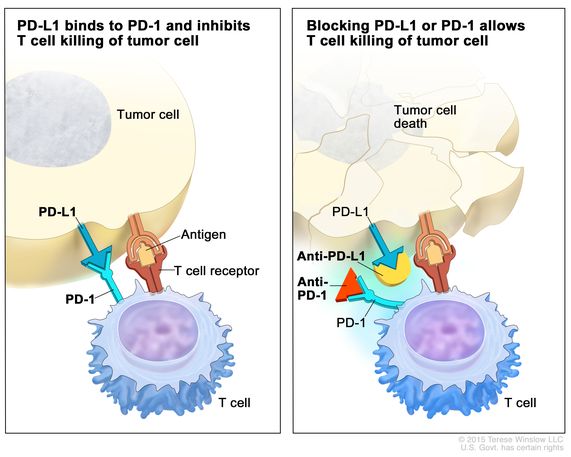 PD-L1 binds to PD-1 and inhibits
T cell killing of tumor cell
Tumor cell
PD-L1
Antigen
T cell receptor
PD-1
T cell
Blocking PD-L1 or PD-1 allows
T cell killing of tumor cell
Tumor cell
death
PD-L1
Anti-PD-L1
Anti-
PD-1
PD-1
T cell
© 2015 Terese Winslow LLC
U.S. Govt. has certain rights